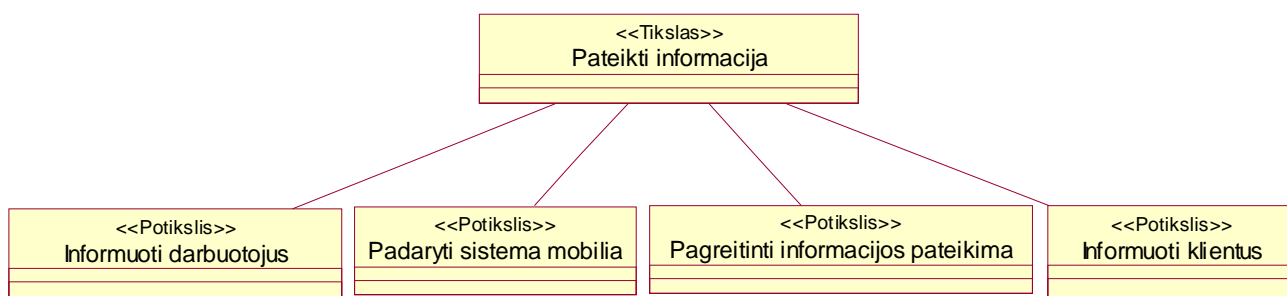 <<Tikslas>>
Pateikti informacija
<<Potikslis>>
Informuoti darbuotojus
<<Potikslis>>
Padaryti sistema mobilia
<<Potikslis>>
Pagreitinti informacijos pateikima
<<Potikslis>>
Informuoti klientus